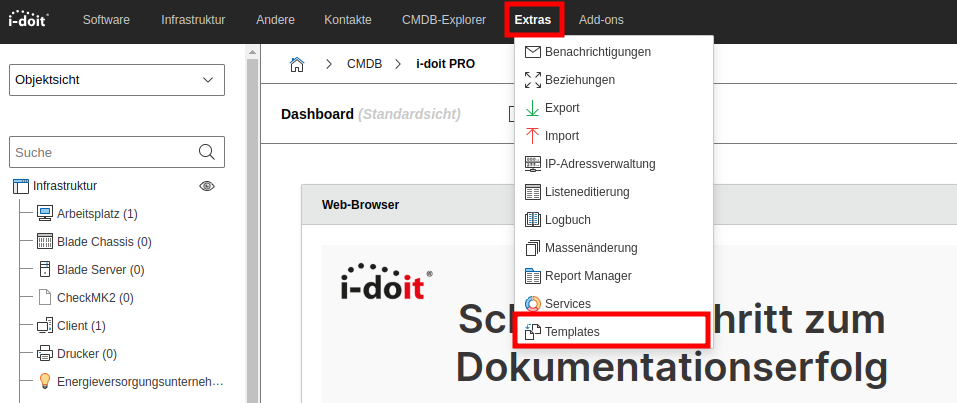 i-doit Software Infrastruktur Andere Kontakte CMDB-Explorer Extras Add-ons
Objektsicht
Suche
Infrastruktur
Arbeitsplatz (1)
Blade Chassis (0)
Blade Server (0)
CheckMK2 (0)
Client (1)
Drucker (0)
Energieversorgungsunterneh...
CMDB i-doit PRO
Dashboard (Standardsicht)
Benachrichtigungen
Beziehungen
Export
Import
IP-Adressverwaltung
Listeneditierung
Logbuch
Massenänderung
Report Manager
Services
Templates
Web-Browser
i-doit®
Sch ritt zum
Dokumentationserfolg